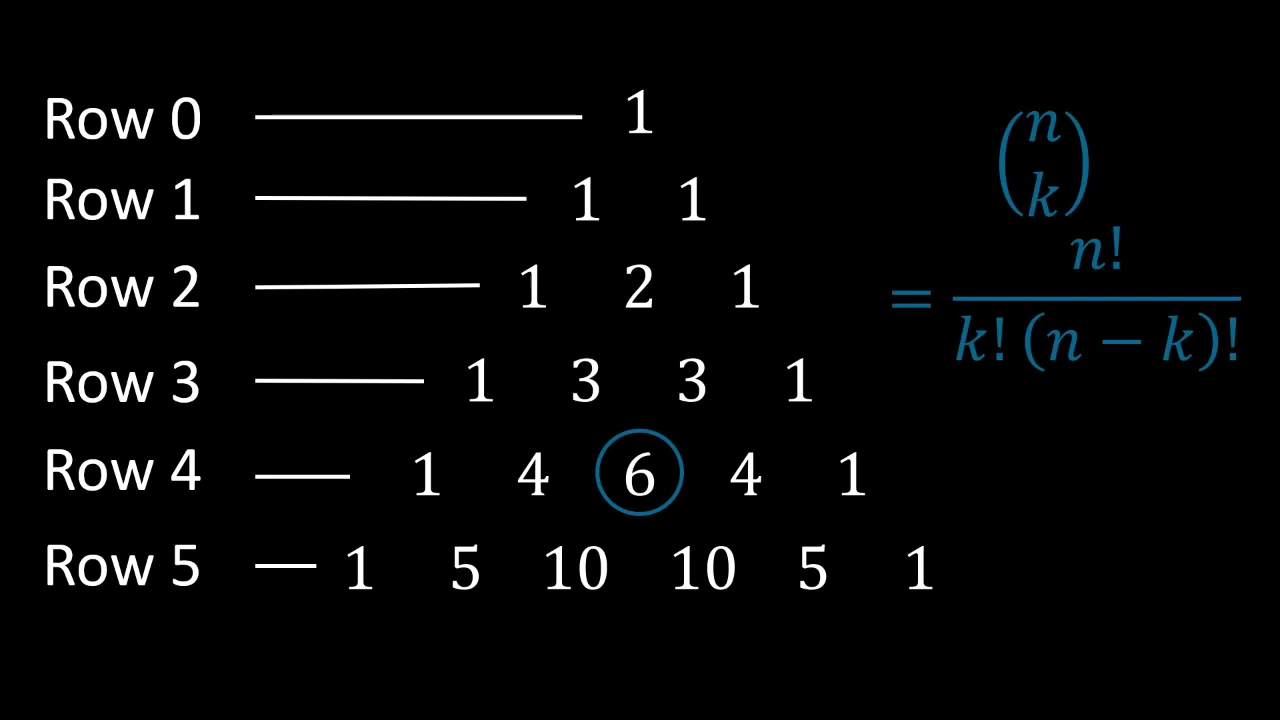 Row 0 1
Row 1 1 1
Row 2 1 2 1
Row 3 1 3 3 1
Row 4 1 4 6 4 1
Row 5 1 5 10 10 5 1
(n
k)
n!
=
k! (n − k)!